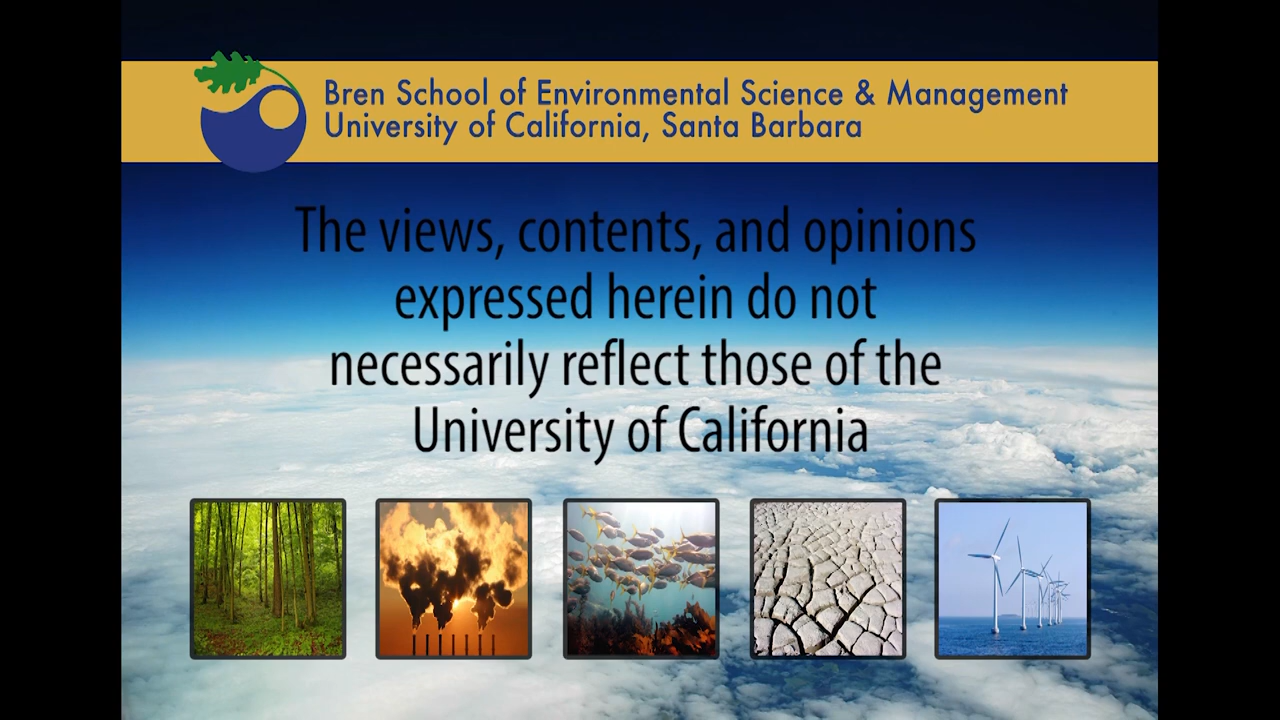 Bren School of Environmental Science & Management
University of California, Santa Barbara
The views, contents, and opinions
expressed herein do not
necessarily reflect those of the
University of California